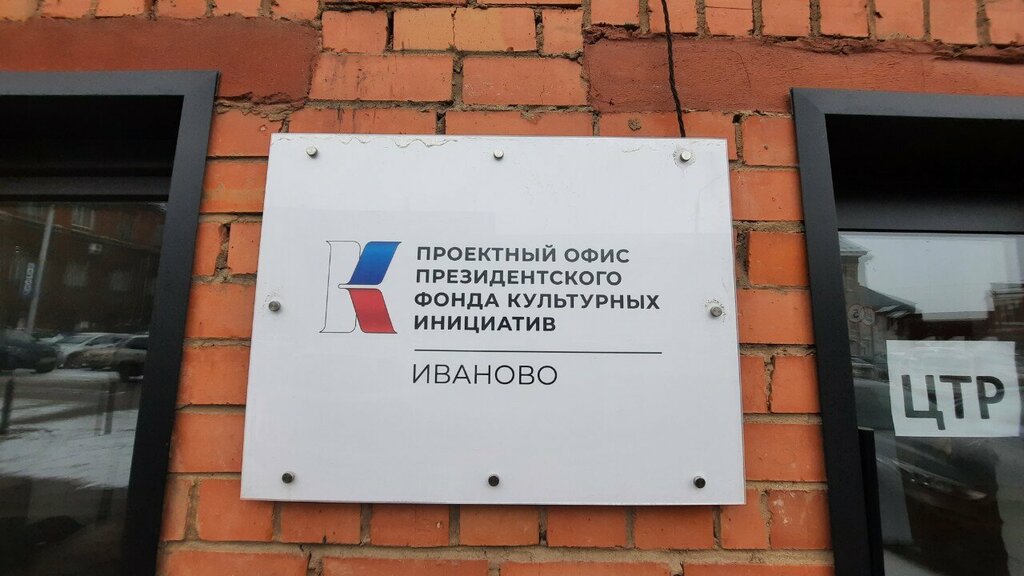 ПРОЕКТНЫЙ ОФИС
ПРЕЗИДЕНТСКОГО
ФОНДА КУЛЬТУРНЫХ
ИНИЦИАТИВ
ИВАНОВО
ЦТР